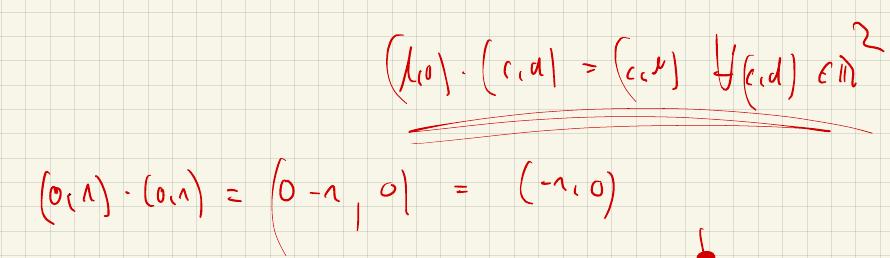 (1,0) · (c,d) = (c,d) ∀(c,d) ∈ ℝ²
(0,1) · (0,1) = (0-1, 0) = (-1,0)